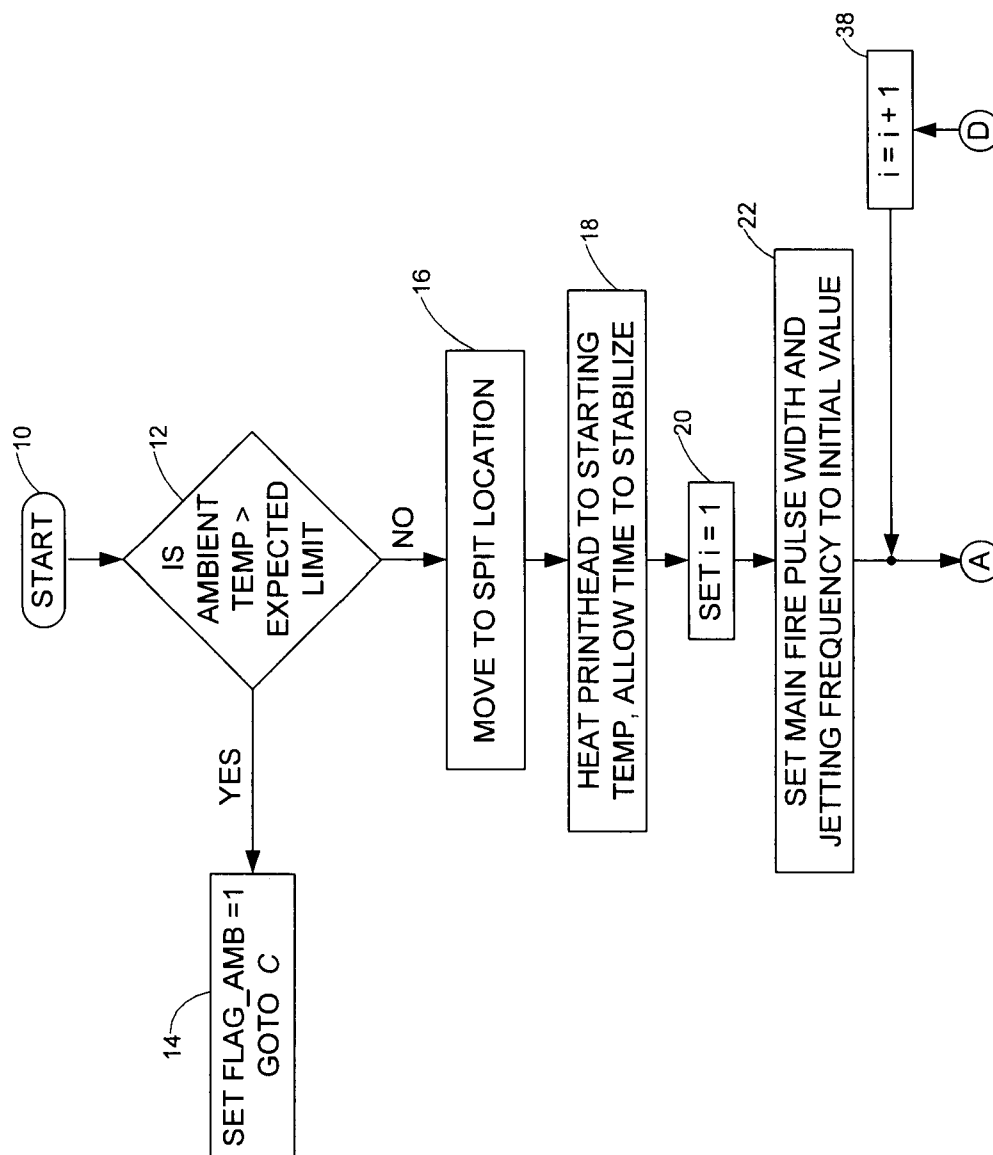 START
10
IS
AMBIENT
TEMP >
EXPECTED
LIMIT
12
YES
NO
SET FLAG_AMB =1
GOTO C
14
MOVE TO SPIT LOCATION
16
HEAT PRINTHEAD TO STARTING
TEMP, ALLOW TIME TO STABILIZE
18
SET i = 1
20
SET MAIN FIRE PULSE WIDTH AND
JETTING FREQUENCY TO INITIAL VALUE
22
i = i + 1
38
D
A